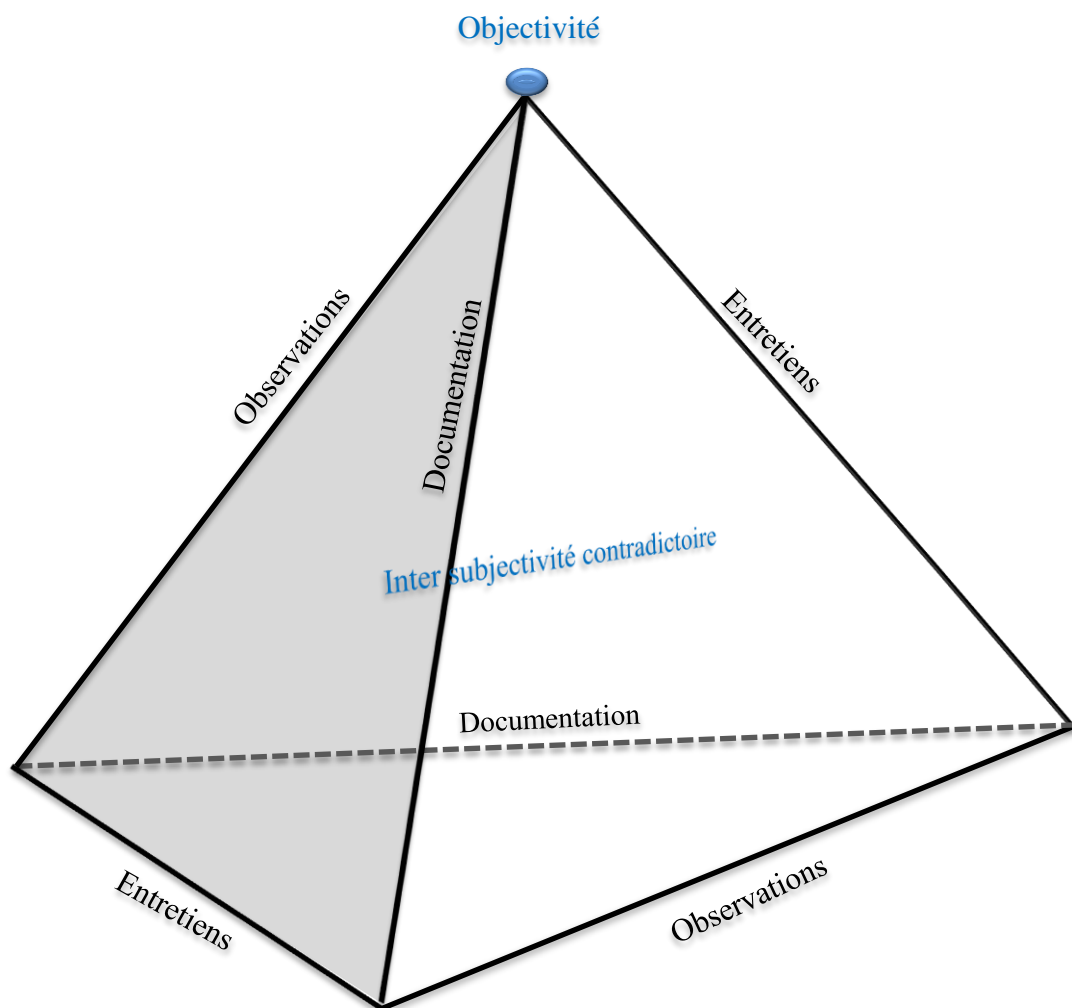 Objectivité
Observations
Documentation
Entretiens
Inter subjectivité contradictoire
Documentation
Entretiens
Observations